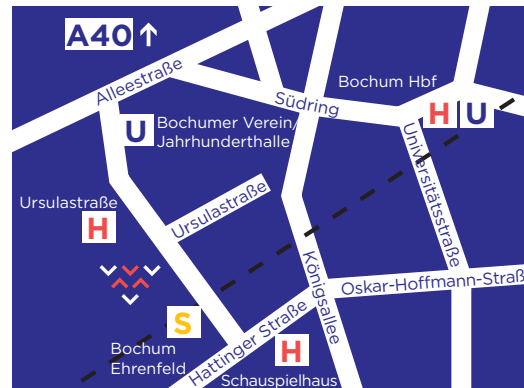 A40↑
Alleestraße
Bochum Hbf
Südring
H U
U Bochumer Verein/
Jahrhunderthalle
Universitätsstraße
Ursulastraße
H
Ursulastraße
Königsallee
Oskar-Hoffmann-Straß
S
Bochum
Ehrenfeld
Hattinger Straße
H
Schauspielhaus